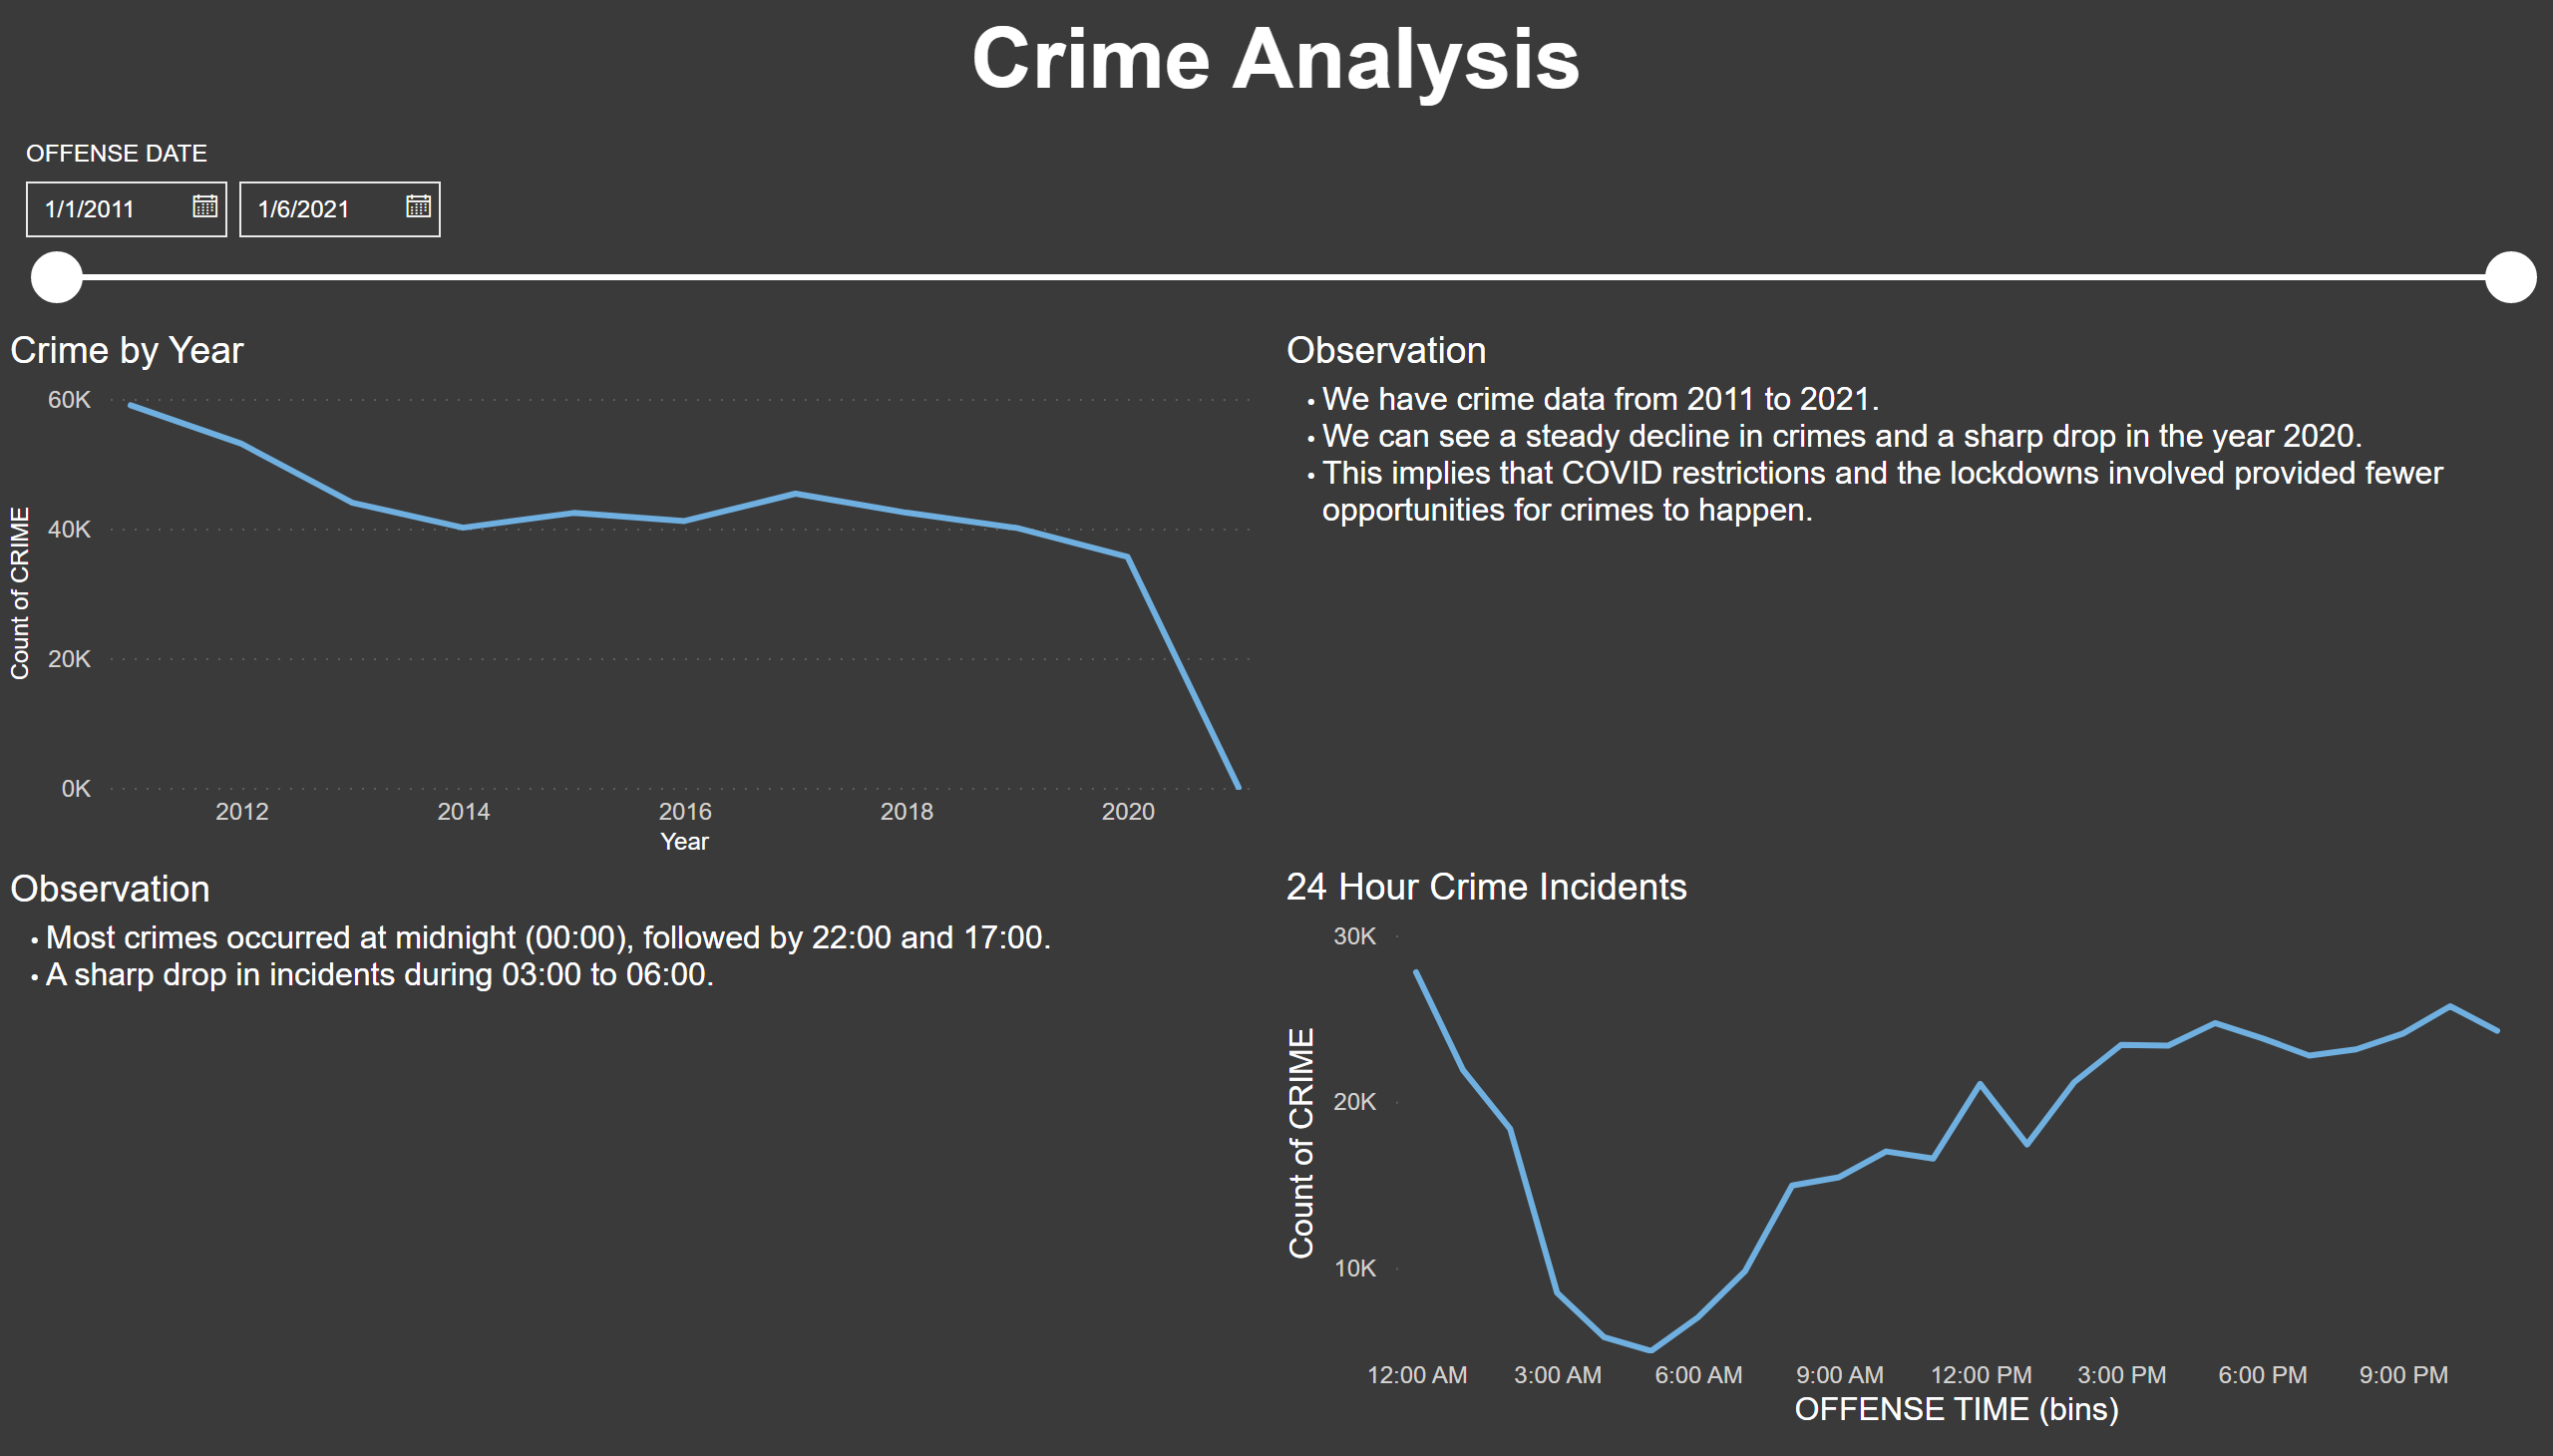 Crime Analysis
OFFENSE DATE
1/1/2011
1/6/2021
Crime by Year
60K
40K
20K
0K
Count of CRIME
2012
2014
2016
2018
2020
Year
Observation
• We have crime data from 2011 to 2021.
• We can see a steady decline in crimes and a sharp drop in the year 2020.
• This implies that COVID restrictions and the lockdowns involved provided fewer
opportunities for crimes to happen.
Observation
• Most crimes occurred at midnight (00:00), followed by 22:00 and 17:00.
• A sharp drop in incidents during 03:00 to 06:00.
24 Hour Crime Incidents
30K
20K
10K
Count of CRIME
12:00 AM
3:00 AM
6:00 AM
9:00 AM
12:00 PM
3:00 PM
6:00 PM
9:00 PM
OFFENSE TIME (bins)